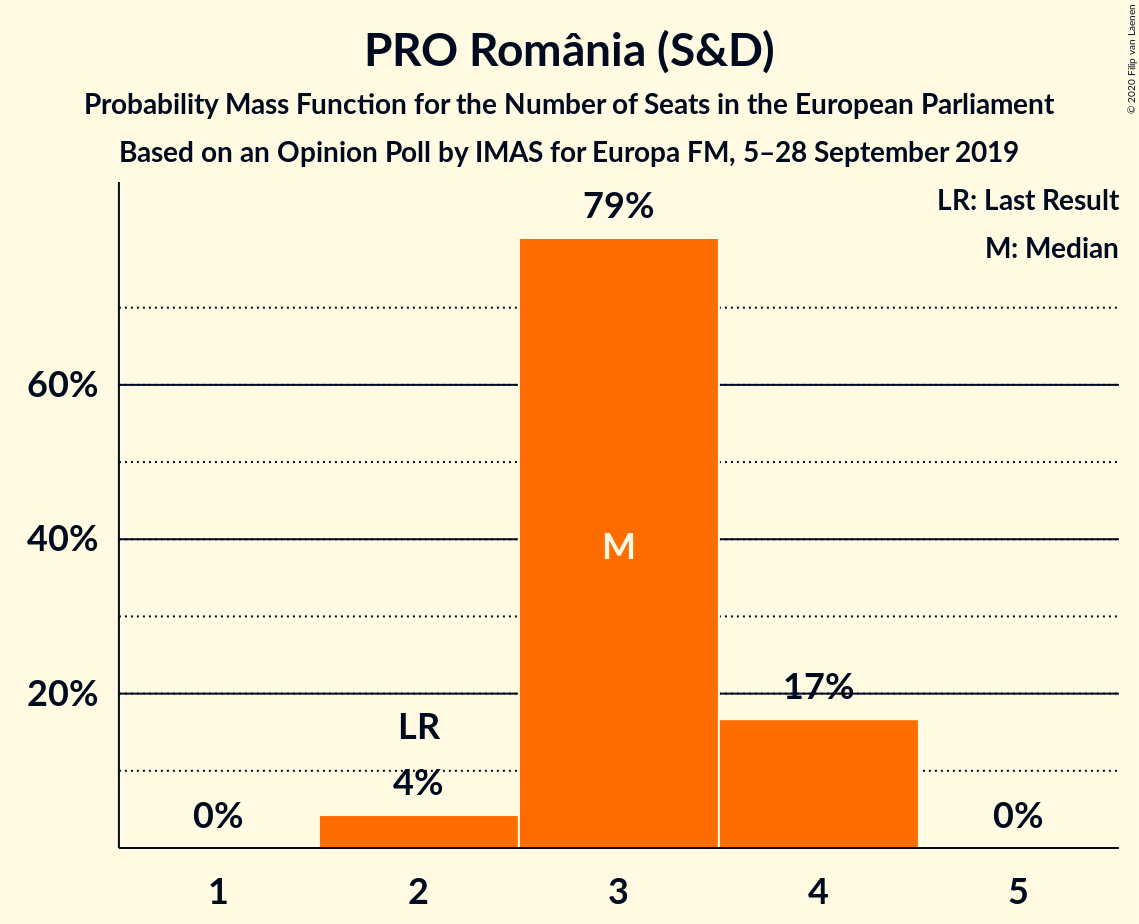 PRO România (S&D)
Probability Mass Function for the Number of Seats in the European Parliament
Based on an Opinion Poll by IMAS for Europa FM, 5–28 September 2019
© 2020 Filip van Laenen
LR: Last Result
M: Median
79%
60%
40%
M
20%
17%
LR
4%
0%
0%
1 2 3 4 5